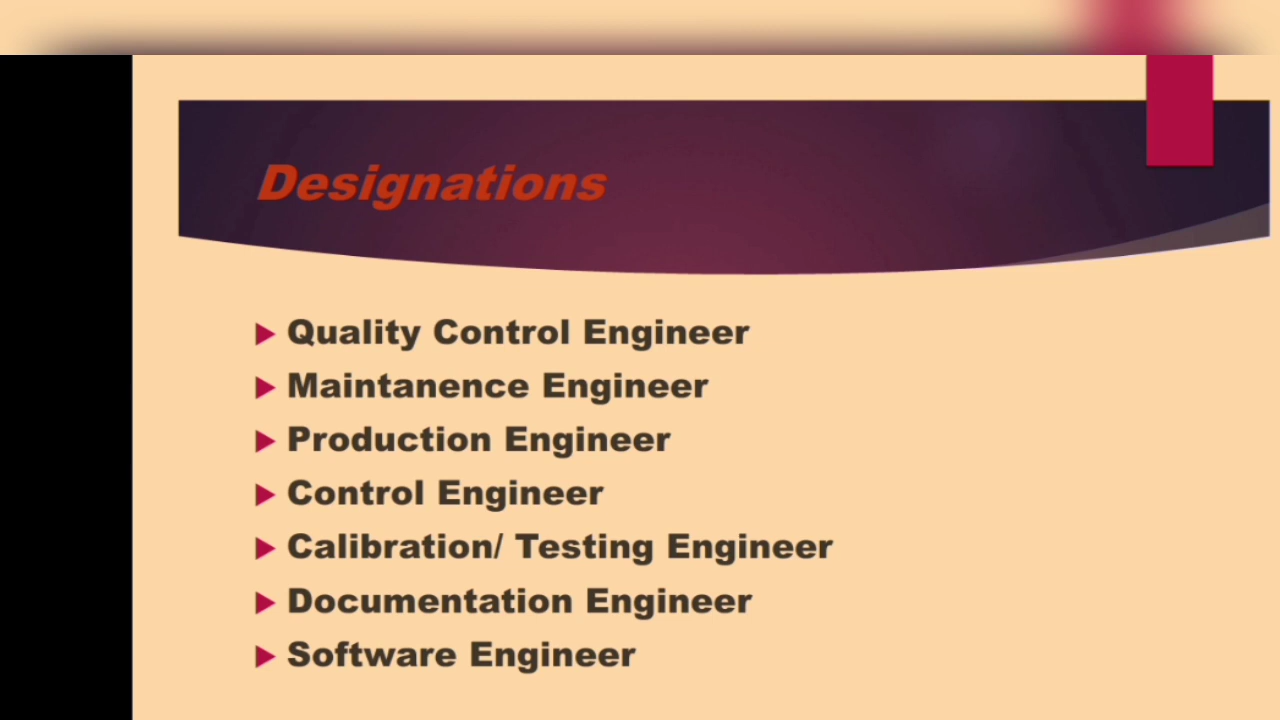 Designations
Quality Control Engineer
Maintanence Engineer
Production Engineer
Control Engineer
Calibration/ Testing Engineer
Documentation Engineer
Software Engineer